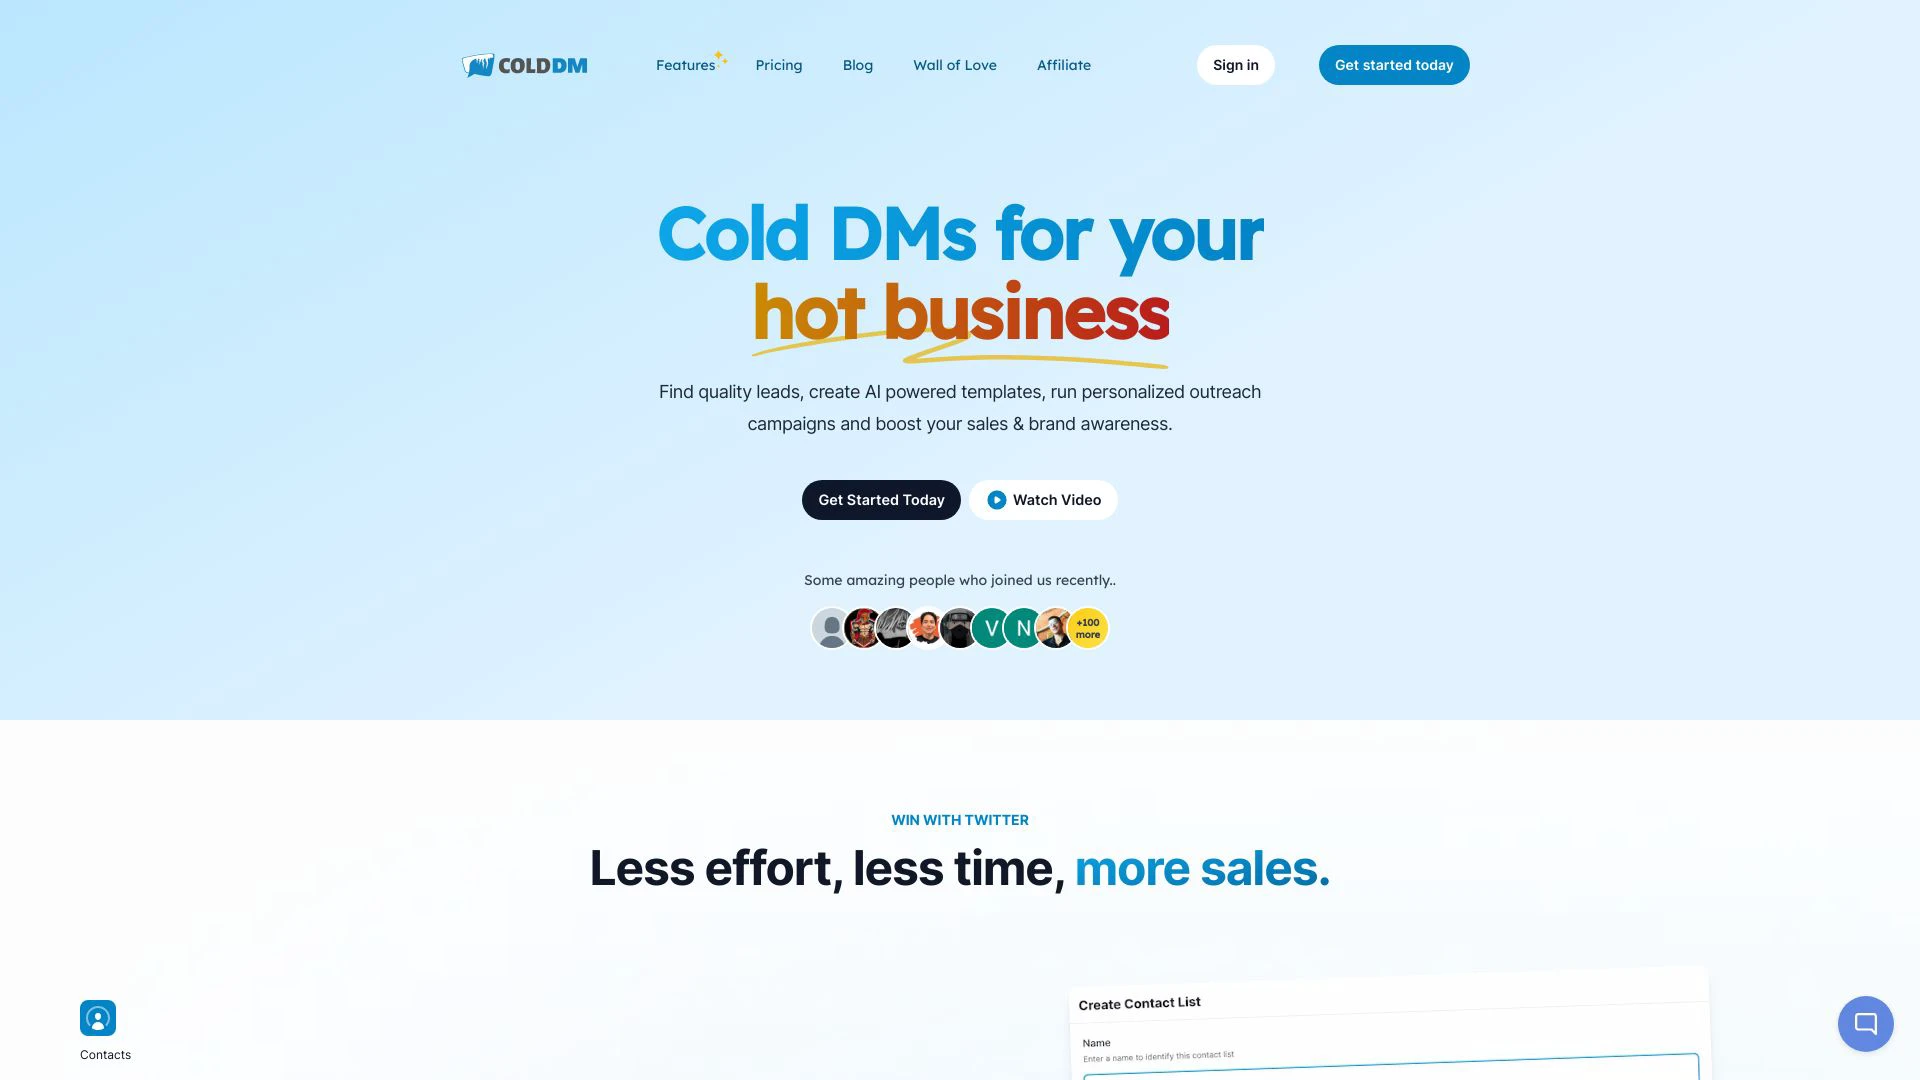 COLDDM
Features
Pricing
Blog
Wall of Love
Affiliate
Sign in
Get started today
Cold DMs for your
hot business
Find quality leads, create AI powered templates, run personalized outreach
campaigns and boost your sales & brand awareness.
Get Started Today
Watch Video
Some amazing people who joined us recently..
V
N
+100
more
WIN WITH TWITTER
Less effort, less time, more sales.
Contacts
Create Contact List
Name
Enter a name to identify this contact list